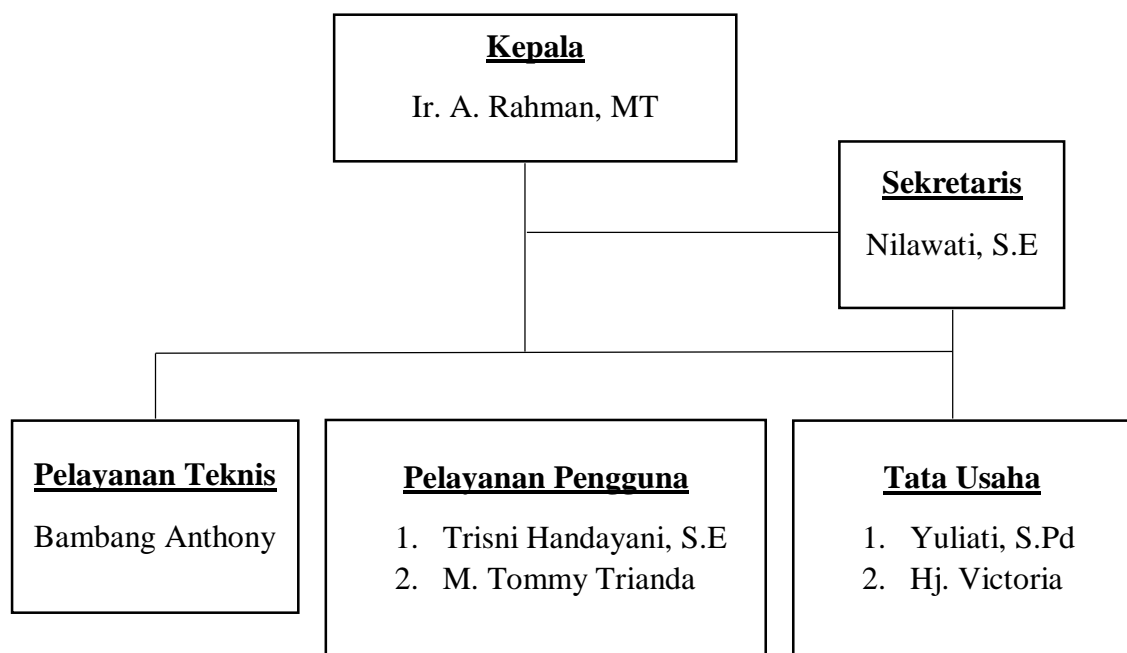 Kepala
Ir. A. Rahman, MT
Sekretaris
Nilawati, S.E
Pelayanan Teknis
Bambang Anthony
Pelayanan Pengguna
1. Trisni Handayani, S.E
2. M. Tommy Trianda
Tata Usaha
1. Yuliati, S.Pd
2. Hj. Victoria